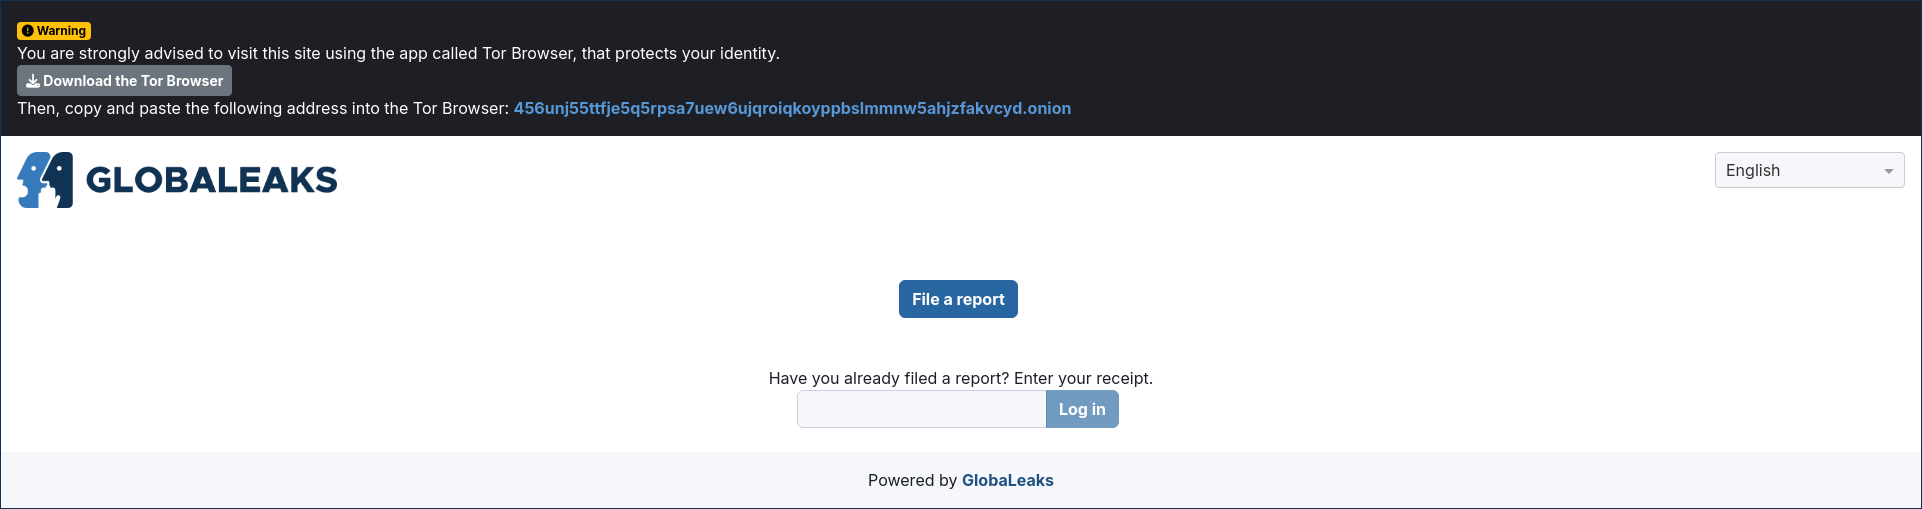 Warning
You are strongly advised to visit this site using the app called Tor Browser, that protects your identity.
Download the Tor Browser
Then, copy and paste the following address into the Tor Browser: 456unj55ttfje5q5rpsa7uew6ujqroiqkoyppbslmmnw5ahjzfakvcyd.onion
GLOBALEAKS
English
File a report
Have you already filed a report? Enter your receipt.
Log in
Powered by GlobaLeaks